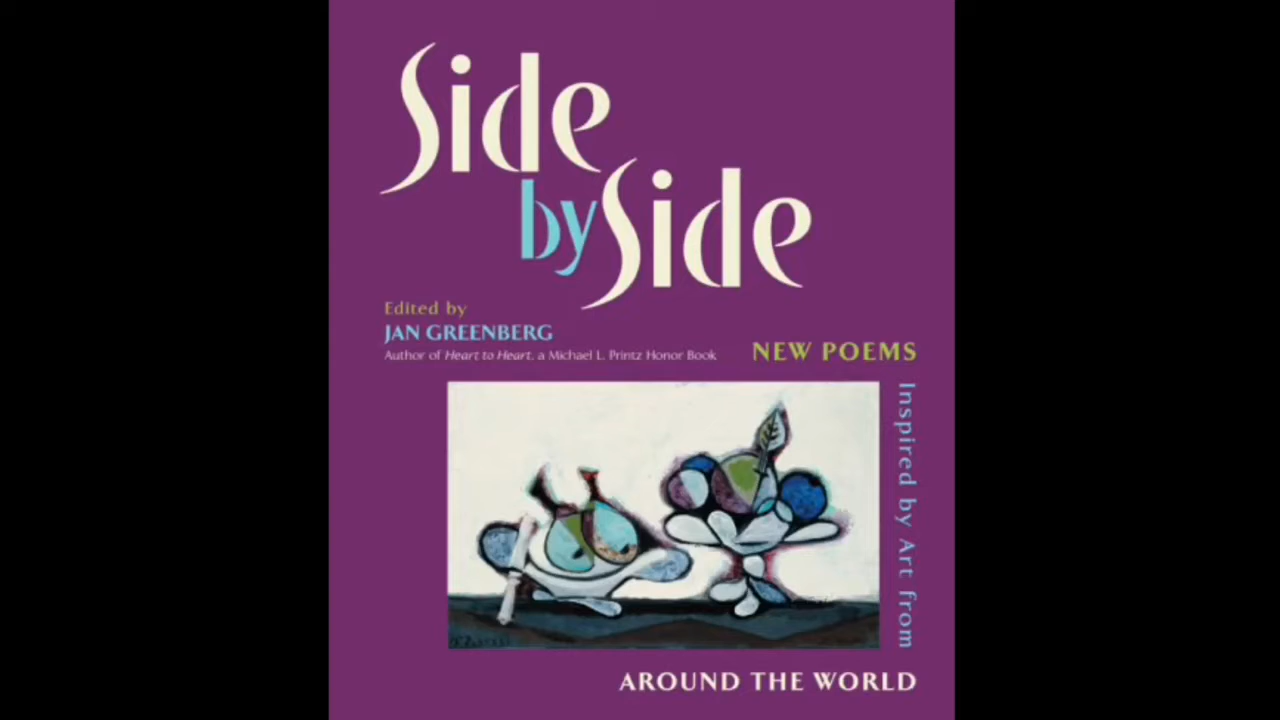 Side
by Side
Edited by
JAN GREENBERG
Author of Heart to Heart, a Michael L. Printz Honor Book
NEW POEMS
Inspired by Art from
AROUND THE WORLD